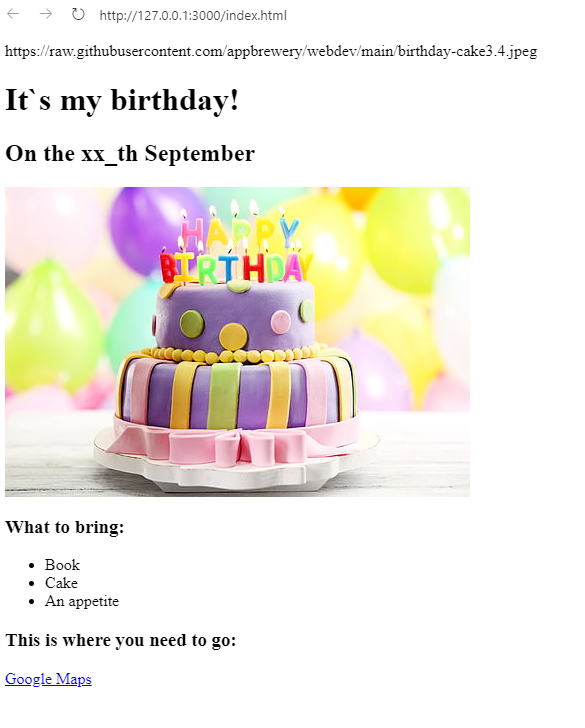 http://127.0.0.1:3000/index.html
https://raw.githubusercontent.com/appbrewery/webdev/main/birthday-cake3.4.jpeg
It`s my birthday!
On the xx_th September
HAPPY
BIRTHDAY
What to bring:
Book
Cake
An appetite
This is where you need to go:
Google Maps